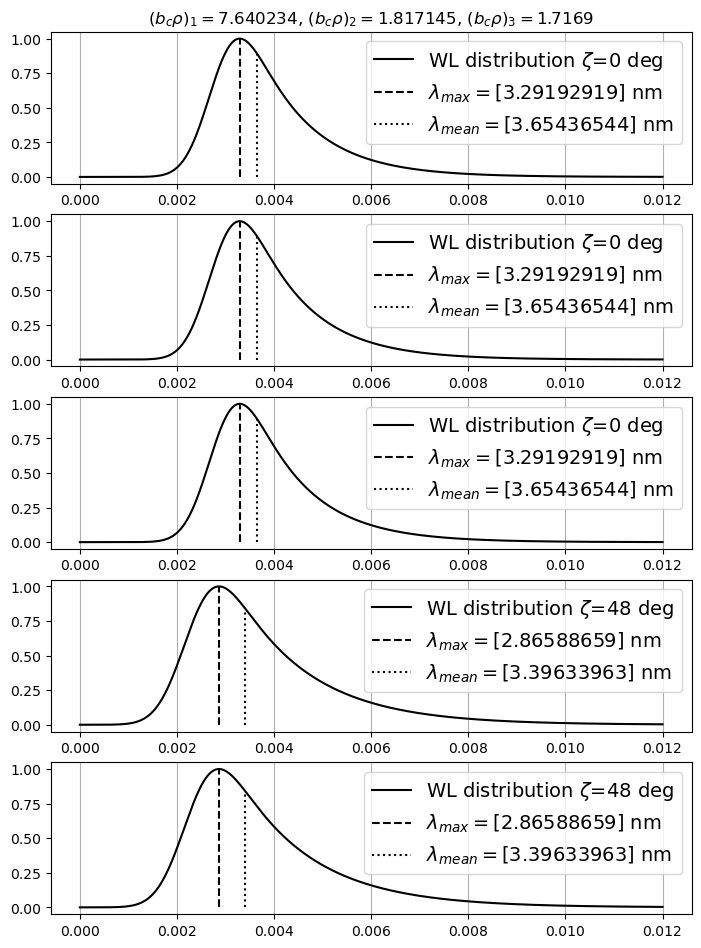 (b_cρ)_1 = 7.640234, (b_cρ)_2 = 1.817145, (b_cρ)_3 = 1.7169
1.00
0.75
0.50
0.25
0.00
WL distribution ζ=0 deg
λ_max = [3.29192919] nm
λ_mean = [3.65436544] nm
0.000 0.002 0.004 0.006 0.008 0.010 0.012
1.00
0.75
0.50
0.25
0.00
WL distribution ζ=0 deg
λ_max = [3.29192919] nm
λ_mean = [3.65436544] nm
0.000 0.002 0.004 0.006 0.008 0.010 0.012
1.00
0.75
0.50
0.25
0.00
WL distribution ζ=0 deg
λ_max = [3.29192919] nm
λ_mean = [3.65436544] nm
0.000 0.002 0.004 0.006 0.008 0.010 0.012
1.00
0.75
0.50
0.25
0.00
WL distribution ζ=48 deg
λ_max = [2.86588659] nm
λ_mean = [3.39633963] nm
0.000 0.002 0.004 0.006 0.008 0.010 0.012
1.00
0.75
0.50
0.25
0.00
WL distribution ζ=48 deg
λ_max = [2.86588659] nm
λ_mean = [3.39633963] nm
0.000 0.002 0.004 0.006 0.008 0.010 0.012